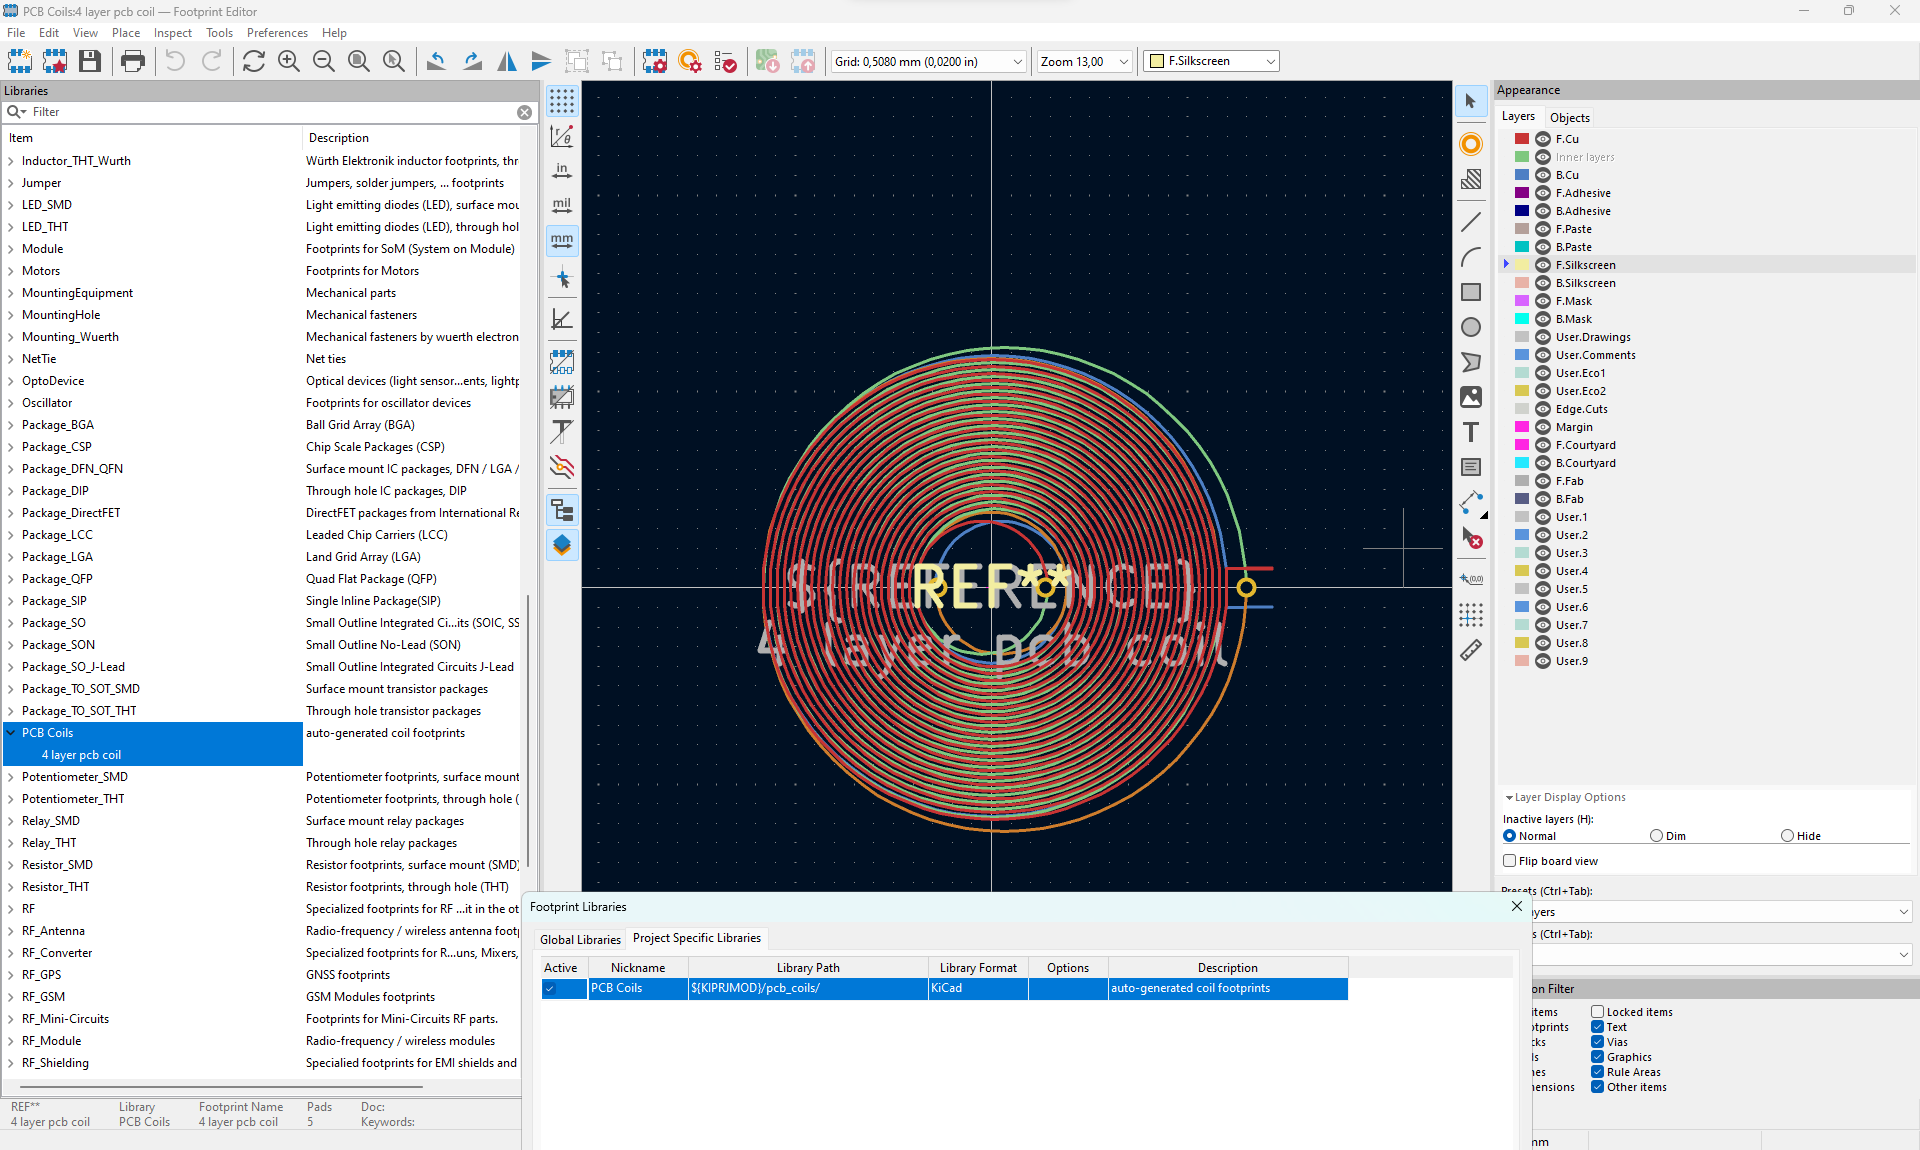 PCB Coils:4 layer pcb coil — Footprint Editor
File Edit View Place Inspect Tools Preferences Help
Grid: 0,5080 mm (0,0200 in)
Zoom 13,00
F.Silkscreen
Libraries
Filter
Item Description
Inductor_THT_Wurth Würth Elektronik inductor footprints, thr
Jumper Jumpers, solder jumpers, ... footprints
LED_SMD Light emitting diodes (LED), surface mou
LED_THT Light emitting diodes (LED), through hol
Module Footprints for SoM (System on Module)
Motors Footprints for Motors
MountingEquipment Mechanical parts
MountingHole Mechanical fasteners
Mounting_Wuerth Mechanical fasteners by wuerth electron
NetTie Net ties
OptoDevice Optical devices (light sensor...ents, lightp
Oscillator Footprints for oscillator devices
Package_BGA Ball Grid Array (BGA)
Package_CSP Chip Scale Packages (CSP)
Package_DFN_QFN Surface mount IC packages, DFN / LGA /
Package_DIP Through hole IC packages, DIP
Package_DirectFET DirectFET packages from International Re
Package_LCC Leaded Chip Carriers (LCC)
Package_LGA Land Grid Array (LGA)
Package_QFP Quad Flat Package (QFP)
Package_SIP Single Inline Package(SIP)
Package_SO Small Outline Integrated Ci...its (SOIC, SS
Package_SON Small Outline No-Lead (SON)
Package_SO_J-Lead Small Outline Integrated Circuits J-Lead
Package_TO_SOT_SMD Surface mount transistor packages
Package_TO_SOT_THT Through hole transistor packages
PCB Coils auto-generated coil footprints
4 layer pcb coil
Potentiometer_SMD Potentiometer footprints, surface mount
Potentiometer_THT Potentiometer footprints, through hole (
Relay_SMD Surface mount relay packages
Relay_THT Through hole relay packages
Resistor_SMD Resistor footprints, surface mount (SMD)
Resistor_THT Resistor footprints, through hole (THT)
RF Specialized footprints for RF ...it in the ot
RF_Antenna Radio-frequency / wireless antenna foot
RF_Converter Specialized footprints for R...uns, Mixers,
RF_GPS GNSS footprints
RF_GSM GSM Modules footprints
RF_Mini-Circuits Footprints for Mini-Circuits RF parts.
RF_Module Radio-frequency / wireless modules
RF_Shielding Specialied footprints for EMI shields and
REF** Library Footprint Name Pads Doc:
4 layer pcb coil PCB Coils 4 layer pcb coil 5 Keywords:
in
mil
mm
${REFERENCE}
REF**
4 layer pcb coil
(0,0)
Appearance
Layers Objects
F.Cu
Inner layers
B.Cu
F.Adhesive
B.Adhesive
F.Paste
B.Paste
F.Silkscreen
B.Silkscreen
F.Mask
B.Mask
User.Drawings
User.Comments
User.Eco1
User.Eco2
Edge.Cuts
Margin
F.Courtyard
B.Courtyard
F.Fab
B.Fab
User.1
User.2
User.3
User.4
User.5
User.6
User.7
User.8
User.9
Layer Display Options
Inactive layers (H):
Normal Dim Hide
Flip board view
Presets (Ctrl+Tab):
yers
s (Ctrl+Tab):
on Filter
items Locked items
otprints Text
cks Vias
ls Graphics
nes Rule Areas
nensions Other items
mm
Footprint Libraries
Global Libraries Project Specific Libraries
Active Nickname Library Path Library Format Options Description
PCB Coils ${KIPRJMOD}/pcb_coils/ KiCad auto-generated coil footprints